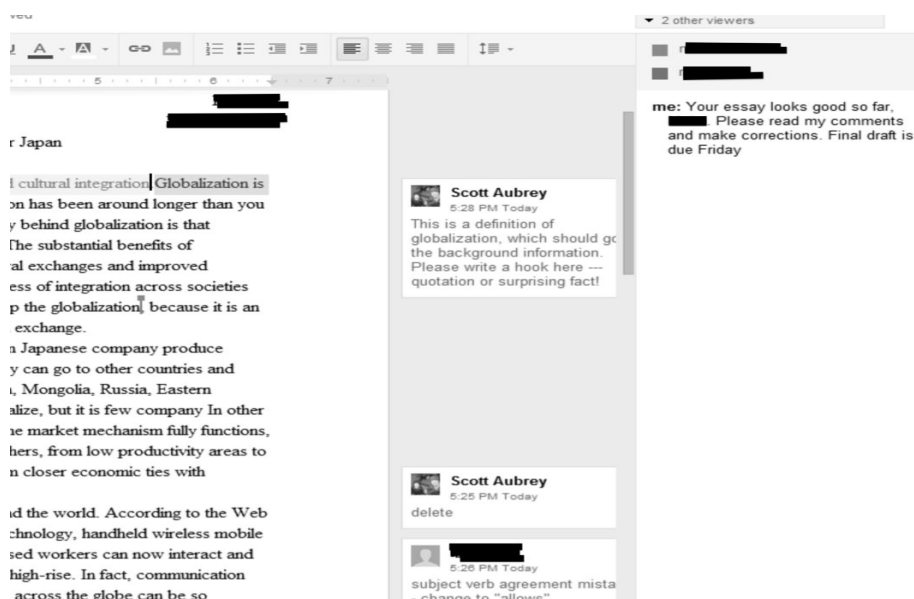 2 other viewers
5
6
7
r Japan
d cultural integration Globalization is
on has been around longer than you
y behind globalization is that
The substantial benefits of
ral exchanges and improved
ess of integration across societies
p the globalization, because it is an
exchange.
n Japanese company produce
y can go to other countries and
, Mongolia, Russia, Eastern
alize, but it is few company In other
he market mechanism fully functions,
hers, from low productivity areas to
m closer economic ties with
nd the world. According to the Web
chnology, handheld wireless mobile
sed workers can now interact and
high-rise. In fact, communication
across the globe can be so
Scott Aubrey
5:28 PM Today
This is a definition of
globalization, which should go
the background information.
Please write a hook here ---
quotation or surprising fact!
Scott Aubrey
5:25 PM Today
delete
5:26 PM Today
subject verb agreement mista
- change to "allows"
me: Your essay looks good so far,
. Please read my comments
and make corrections. Final draft is
due Friday